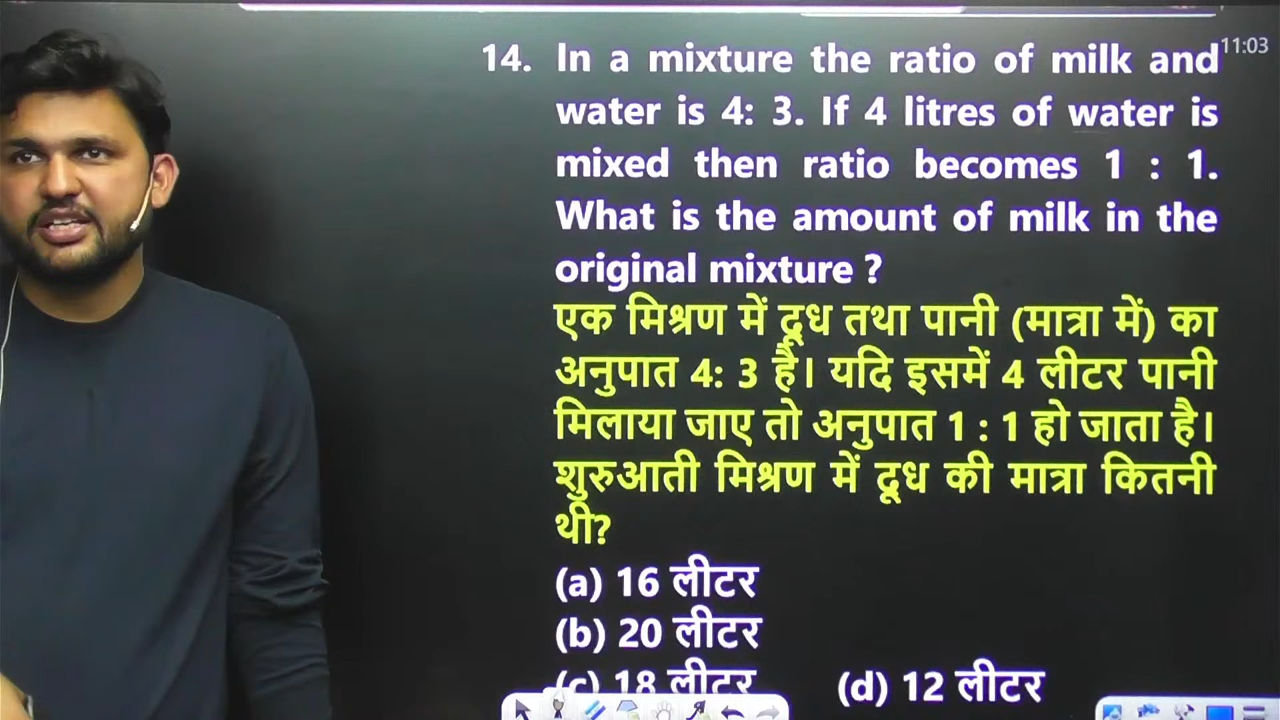 11:03
14. In a mixture the ratio of milk and
water is 4: 3. If 4 litres of water is
mixed then ratio becomes 1 : 1.
What is the amount of milk in the
original mixture ?
एक मिश्रण में दूध तथा पानी (मात्रा में) का
अनुपात 4: 3 है। यदि इसमें 4 लीटर पानी
मिलाया जाए तो अनुपात 1 : 1 हो जाता है।
शुरुआती मिश्रण में दूध की मात्रा कितनी
थी?
(a) 16 लीटर
(b) 20 लीटर
(c) 18 लीटर (d) 12 लीटर